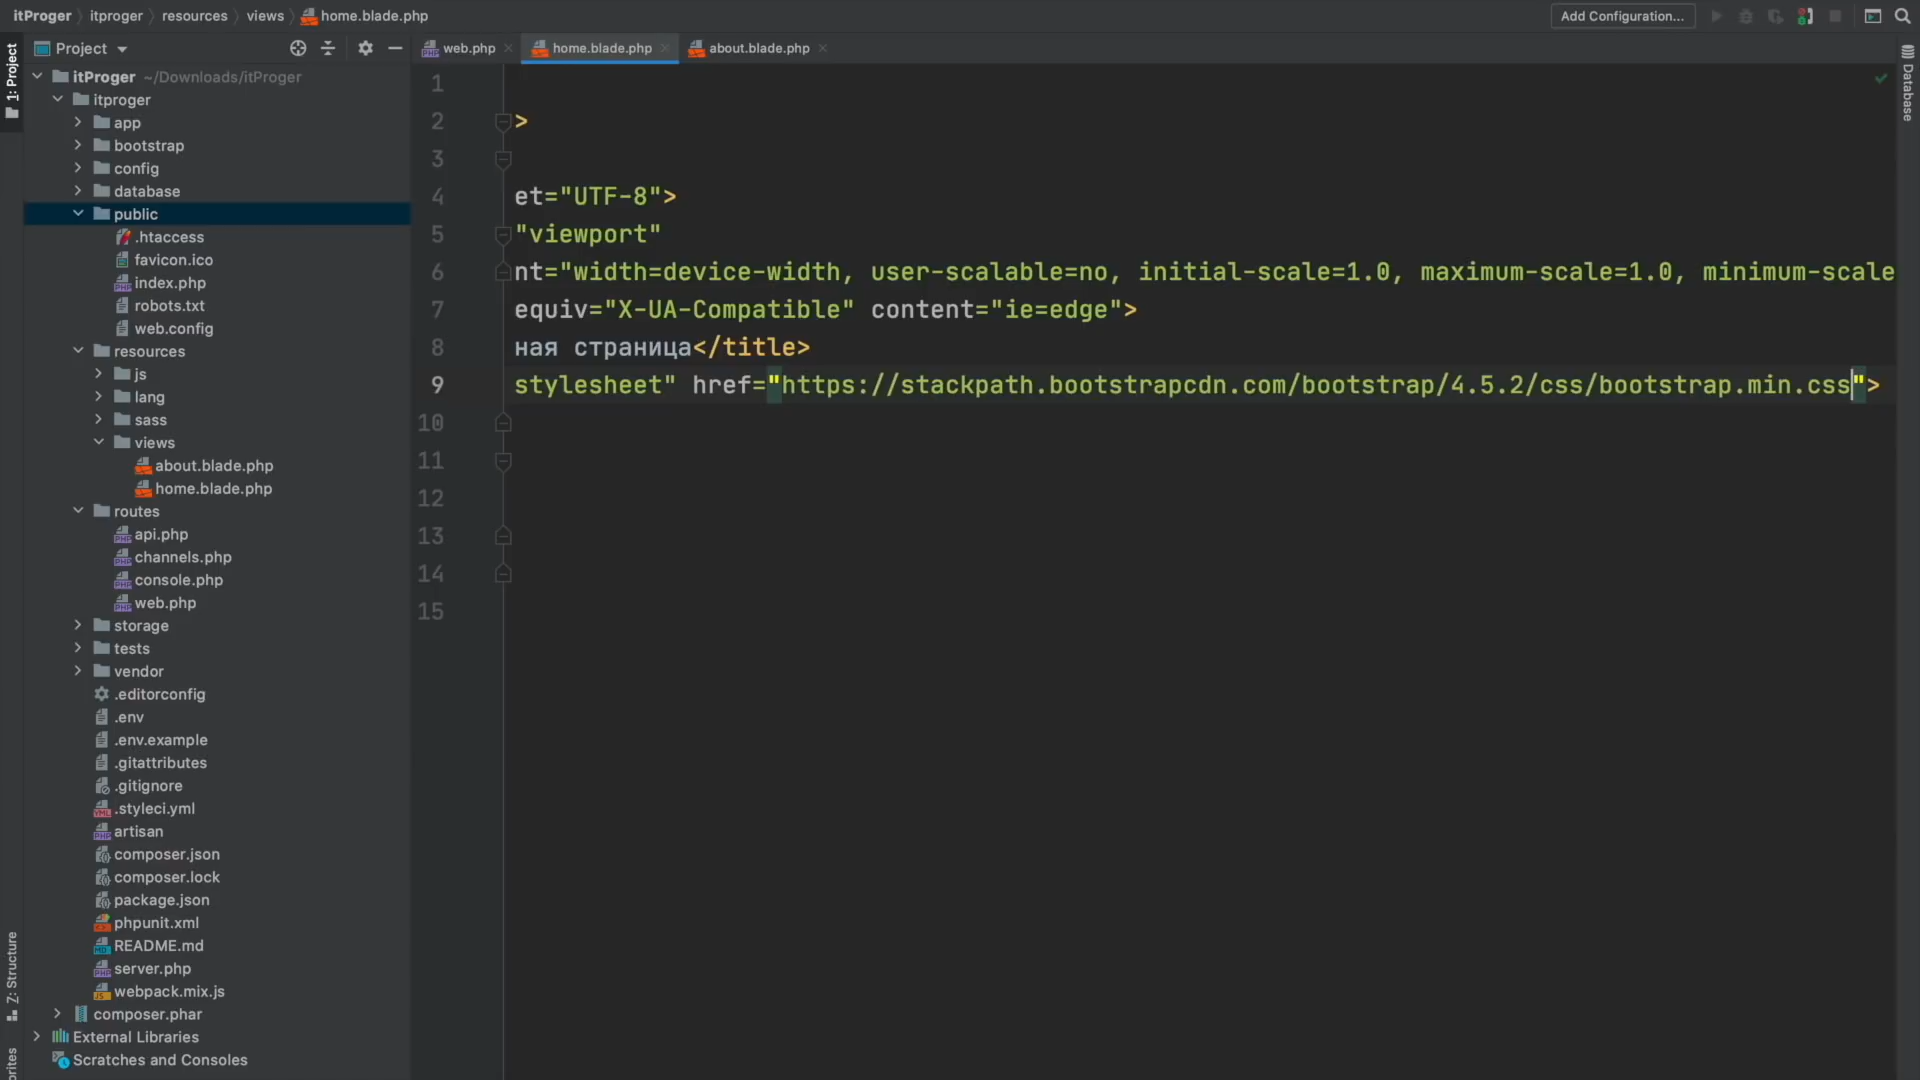 itProger itproger resources views home.blade.php
Add Configuration...
1: Project
Project
web.php
home.blade.php
about.blade.php
Database
itProger ~/Downloads/itProger
itproger
app
bootstrap
config
database
public
.htaccess
favicon.ico
index.php
robots.txt
web.config
resources
js
lang
sass
views
about.blade.php
home.blade.php
routes
api.php
channels.php
console.php
web.php
storage
tests
vendor
.editorconfig
.env
.env.example
.gitattributes
.gitignore
.styleci.yml
artisan
composer.json
composer.lock
package.json
phpunit.xml
README.md
server.php
webpack.mix.js
composer.phar
External Libraries
Scratches and Consoles
Z: Structure
1
2 >
3
4 et="UTF-8">
5 "viewport"
6 nt="width=device-width, user-scalable=no, initial-scale=1.0, maximum-scale=1.0, minimum-scale
7 equiv="X-UA-Compatible" content="ie=edge">
8 ная страница</title>
9 stylesheet" href="https://stackpath.bootstrapcdn.com/bootstrap/4.5.2/css/bootstrap.min.css">
10
11
12
13
14
15